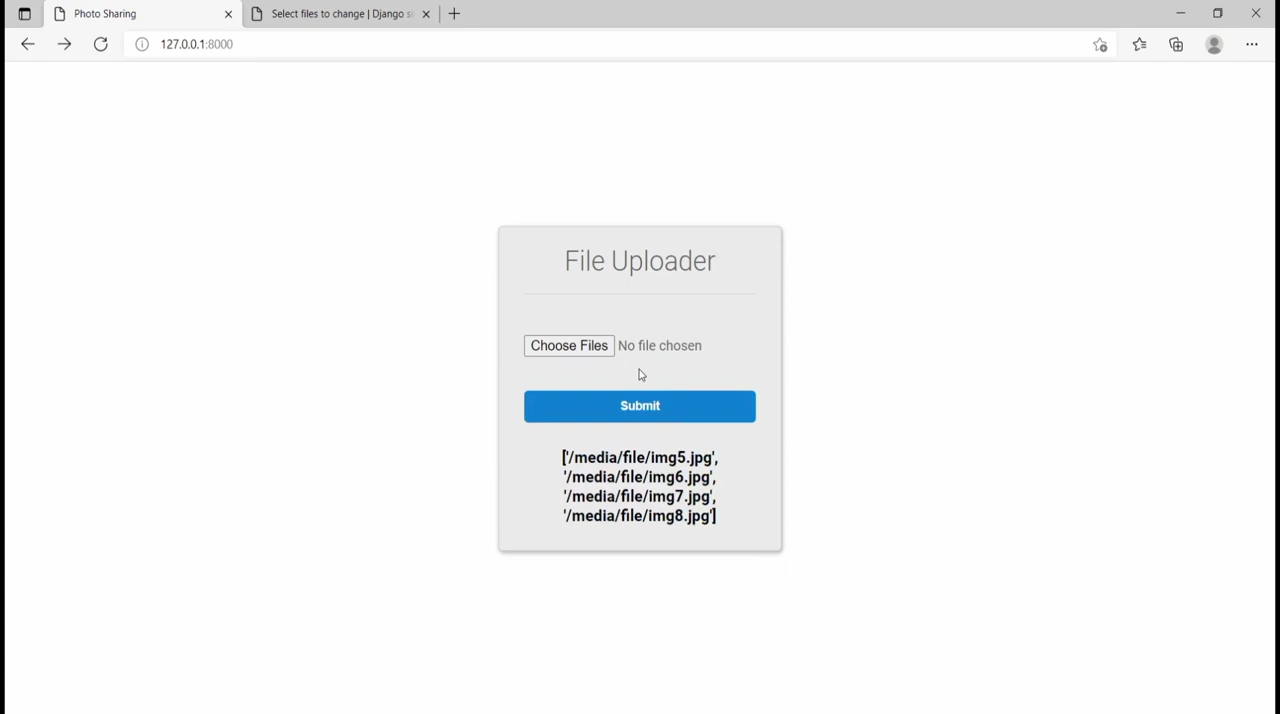 Photo Sharing
Select files to change | Django
127.0.0.1:8000
File Uploader
Choose Files No file chosen
Submit
['/media/file/img5.jpg',
'/media/file/img6.jpg',
'/media/file/img7.jpg',
'/media/file/img8.jpg']